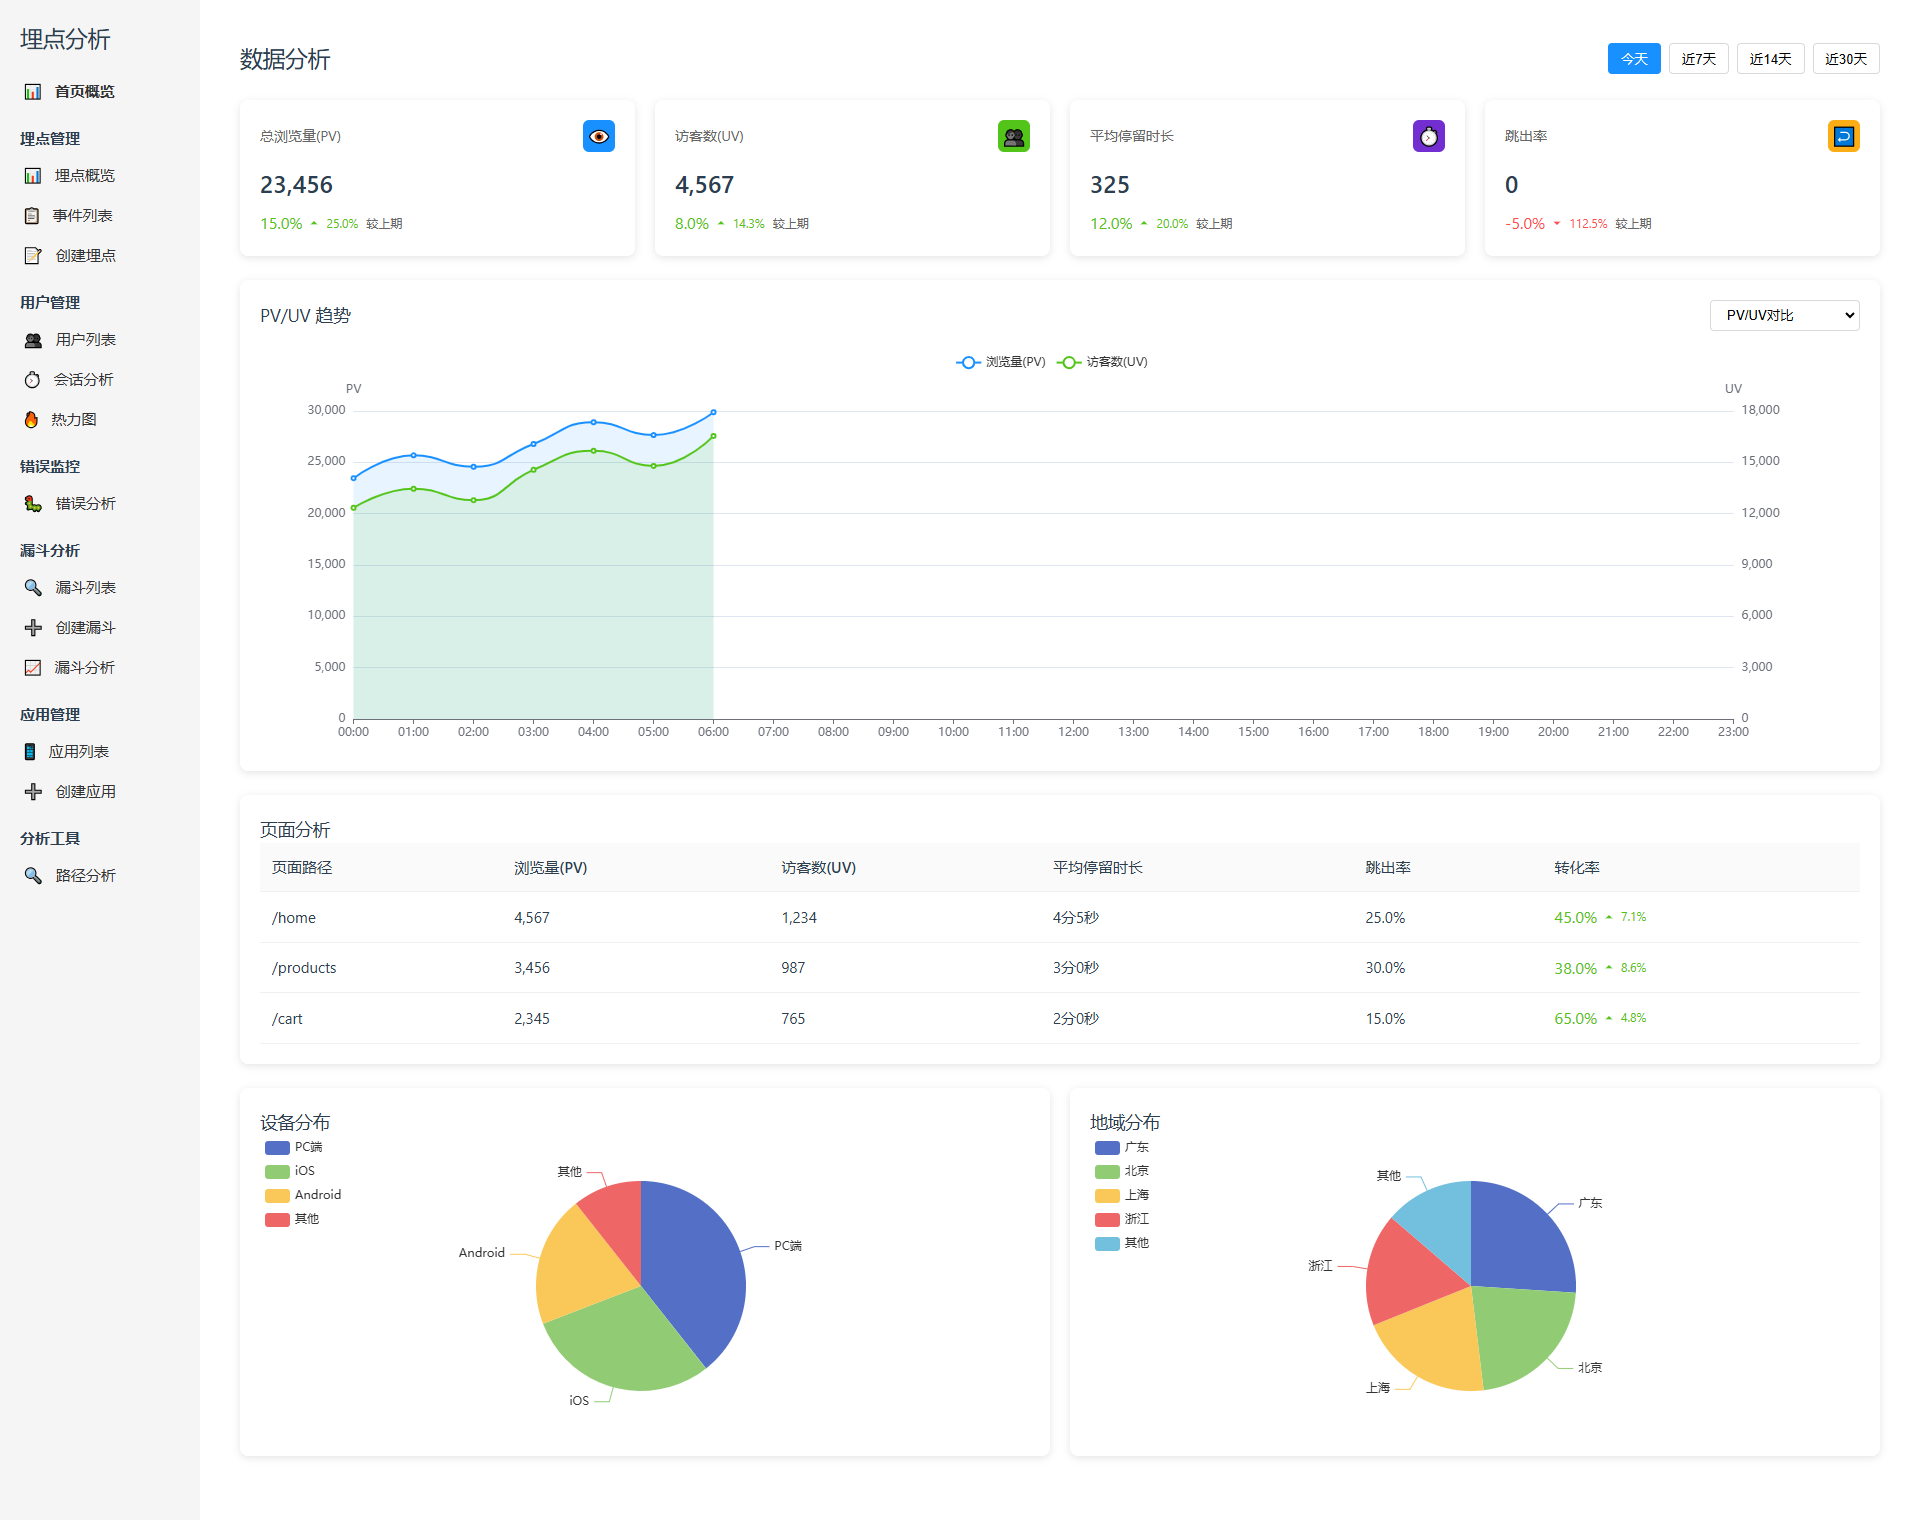 埋点分析
首页概览
埋点管理
埋点概览
事件列表
创建埋点
用户管理
用户列表
会话分析
热力图
错误监控
错误分析
漏斗分析
漏斗列表
创建漏斗
漏斗分析
应用管理
应用列表
创建应用
分析工具
路径分析
数据分析
今天 近7天 近14天 近30天
总浏览量(PV)
23,456
15.0% 25.0% 较上期
访客数(UV)
4,567
8.0% 14.3% 较上期
平均停留时长
325
12.0% 20.0% 较上期
跳出率
0
-5.0% 112.5% 较上期
PV/UV 趋势
PV/UV对比
浏览量(PV) 访客数(UV)
PV UV
30,000 18,000
25,000 15,000
20,000 12,000
15,000 9,000
10,000 6,000
5,000 3,000
0 0
00:00 01:00 02:00 03:00 04:00 05:00 06:00 07:00 08:00 09:00 10:00 11:00 12:00 13:00 14:00 15:00 16:00 17:00 18:00 19:00 20:00 21:00 22:00 23:00
页面分析
页面路径 浏览量(PV) 访客数(UV) 平均停留时长 跳出率 转化率
/home 4,567 1,234 4分5秒 25.0% 45.0% 7.1%
/products 3,456 987 3分0秒 30.0% 38.0% 8.6%
/cart 2,345 765 2分0秒 15.0% 65.0% 4.8%
设备分布
PC端
iOS
Android
其他
其他
PC端
Android
iOS
地域分布
广东
北京
上海
浙江
其他
其他
广东
浙江
北京
上海